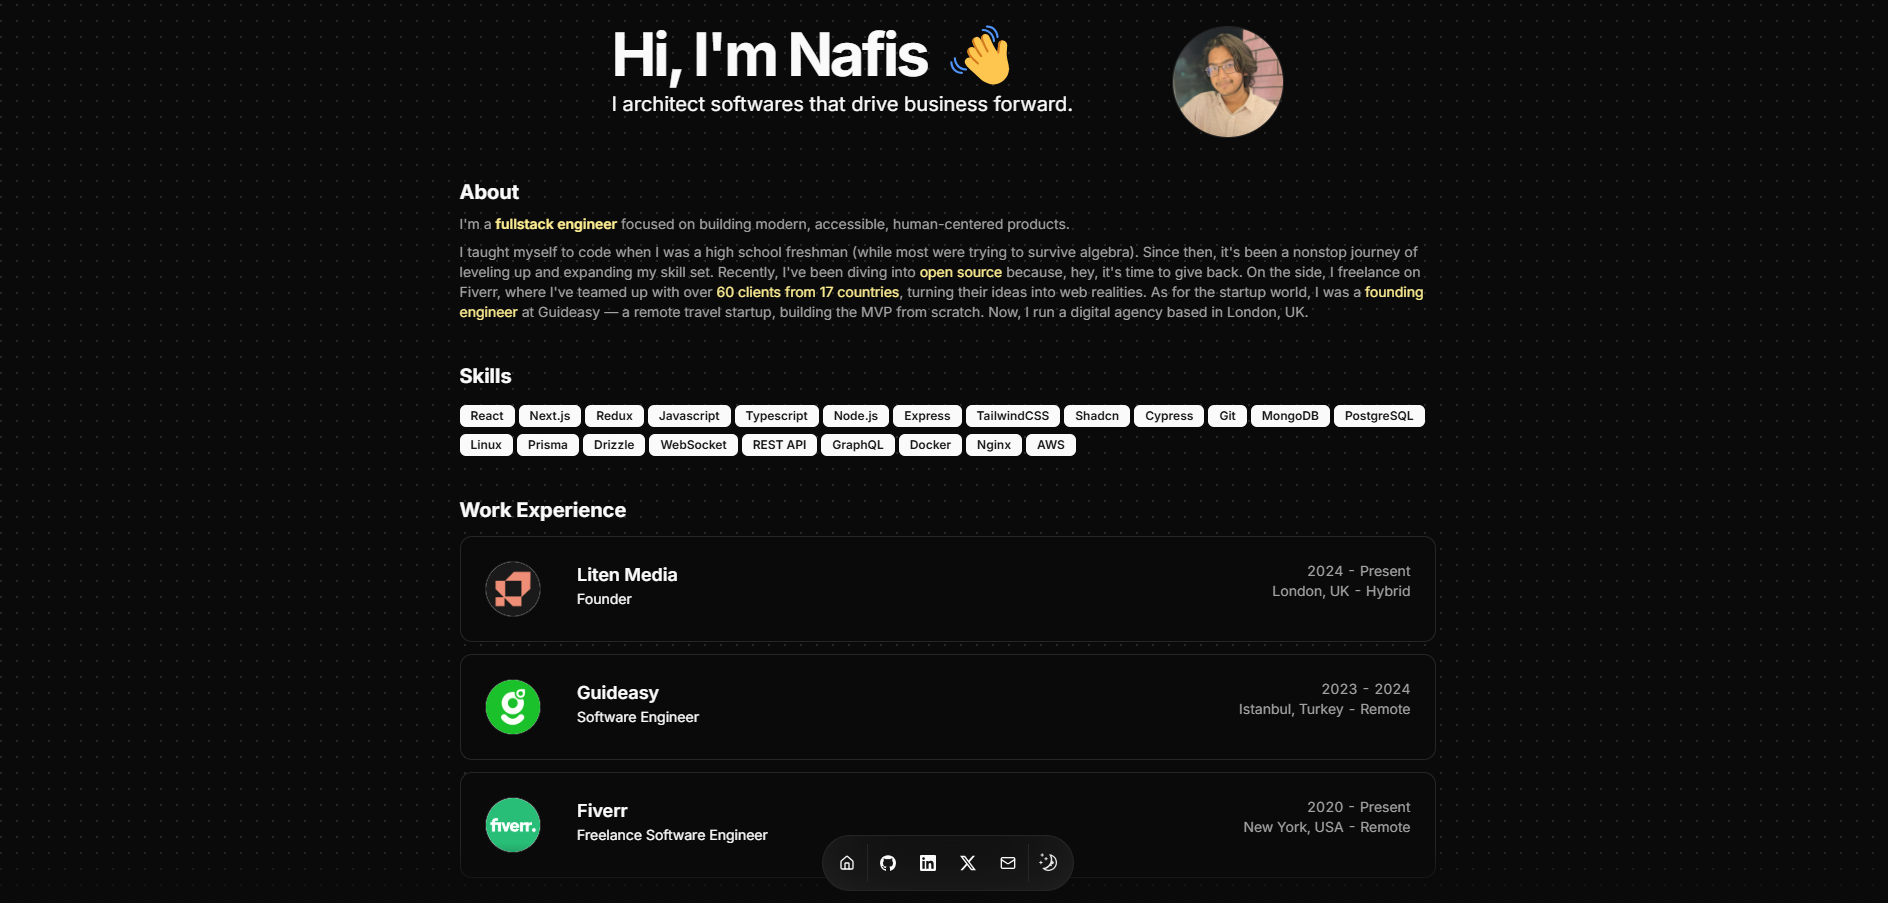 Hi, I'm Nafis 👋
I architect softwares that drive business forward.
About
I'm a fullstack engineer focused on building modern, accessible, human-centered products.
I taught myself to code when I was a high school freshman (while most were trying to survive algebra). Since then, it's been a nonstop journey of
leveling up and expanding my skill set. Recently, I've been diving into open source because, hey, it's time to give back. On the side, I freelance on
Fiverr, where I've teamed up with over 60 clients from 17 countries, turning their ideas into web realities. As for the startup world, I was a founding
engineer at Guideasy — a remote travel startup, building the MVP from scratch. Now, I run a digital agency based in London, UK.
Skills
React Next.js Redux Javascript Typescript Node.js Express TailwindCSS Shadcn Cypress Git MongoDB PostgreSQL
Linux Prisma Drizzle WebSocket REST API GraphQL Docker Nginx AWS
Work Experience
Liten Media
Founder
2024 - Present
London, UK - Hybrid
Guideasy
Software Engineer
2023 - 2024
Istanbul, Turkey - Remote
fiverr.
Fiverr
Freelance Software Engineer
2020 - Present
New York, USA - Remote